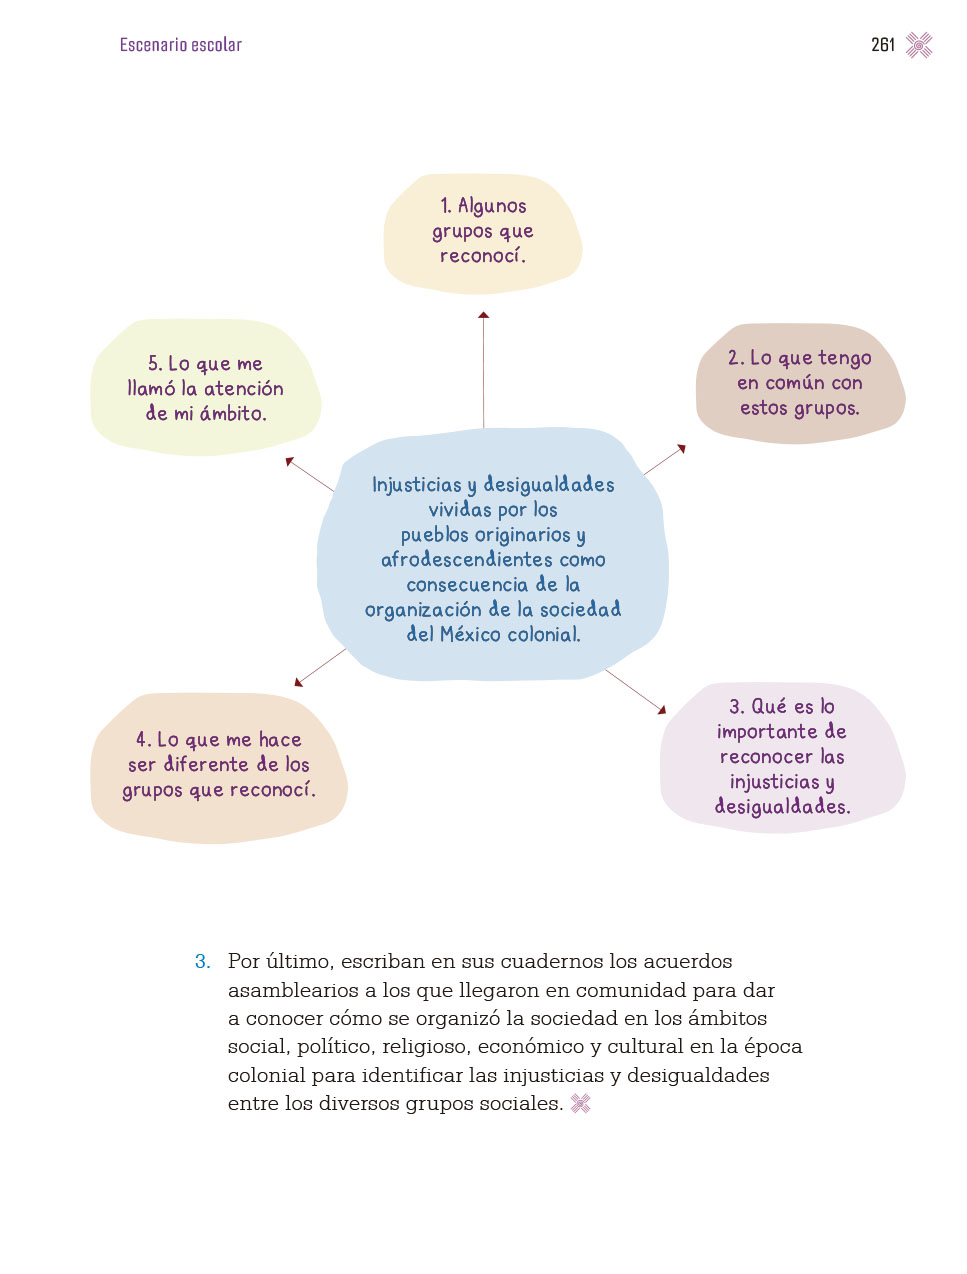 Escenario escolar
261
1. Algunos
grupos que
reconocí.
2. Lo que tengo
en común con
estos grupos.
3. Qué es lo
importante de
reconocer las
injusticias y
desigualdades.
4. Lo que me hace
ser diferente de los
grupos que reconocí.
5. Lo que me
llamó la atención
de mi ámbito.
Injusticias y desigualdades
vividas por los
pueblos originarios y
afrodescendientes como
consecuencia de la
organización de la sociedad
del México colonial.
3. Por último, escriban en sus cuadernos los acuerdos
asamblearios a los que llegaron en comunidad para dar
a conocer cómo se organizó la sociedad en los ámbitos
social, político, religioso, económico y cultural en la época
colonial para identificar las injusticias y desigualdades
entre los diversos grupos sociales.